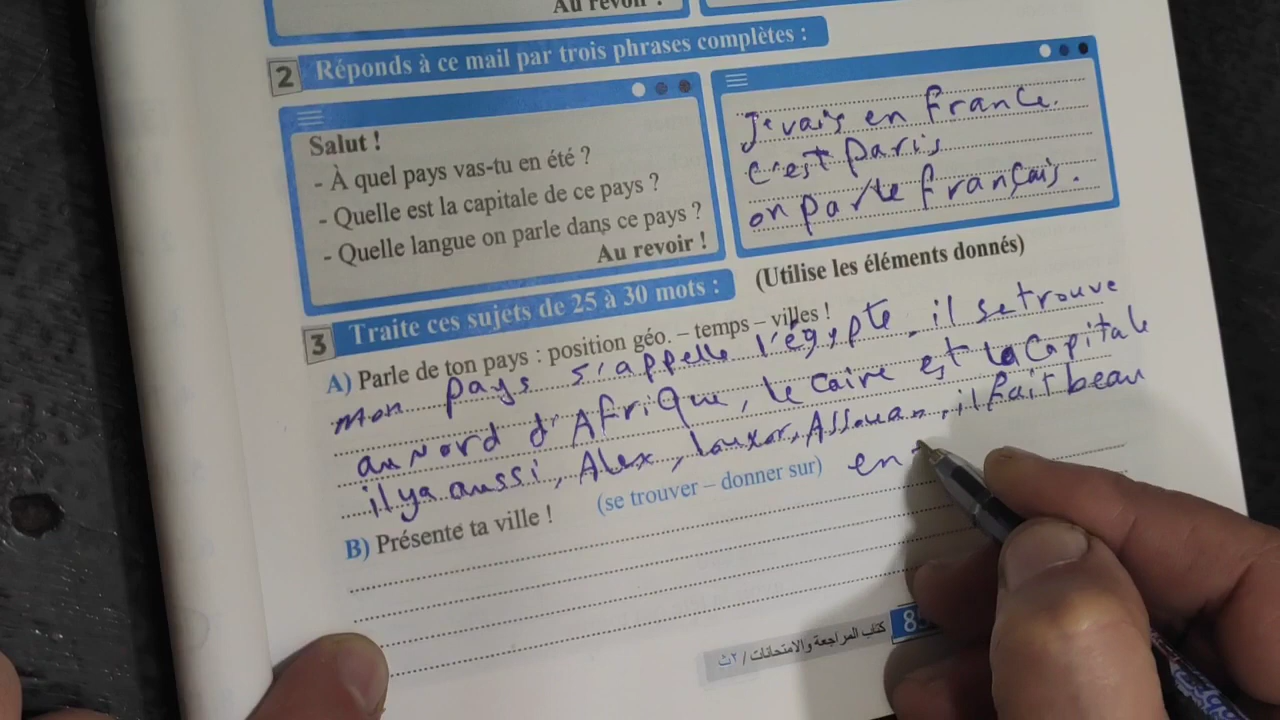 Au revoir !
2 Réponds à ce mail par trois phrases complètes :
Salut !
- À quel pays vas-tu en été ?
- Quelle est la capitale de ce pays ?
- Quelle langue on parle dans ce pays ?
Au revoir !
Je vais en France.
C'est Paris
on parle français.
3 Traite ces sujets de 25 à 30 mots :
(Utilise les éléments donnés)
A) Parle de ton pays : position géo. – temps – villes !
Mon pays s'appelle l'égypte, il se trouve
au Nord d'Afrique, le Caire est la capitale
il ya aussi, Alex, Louxor, Assouan, il fait beau
en
B) Présente ta ville !
(se trouver – donner sur)
كتاب المراجعة والامتحانات / ٢ث